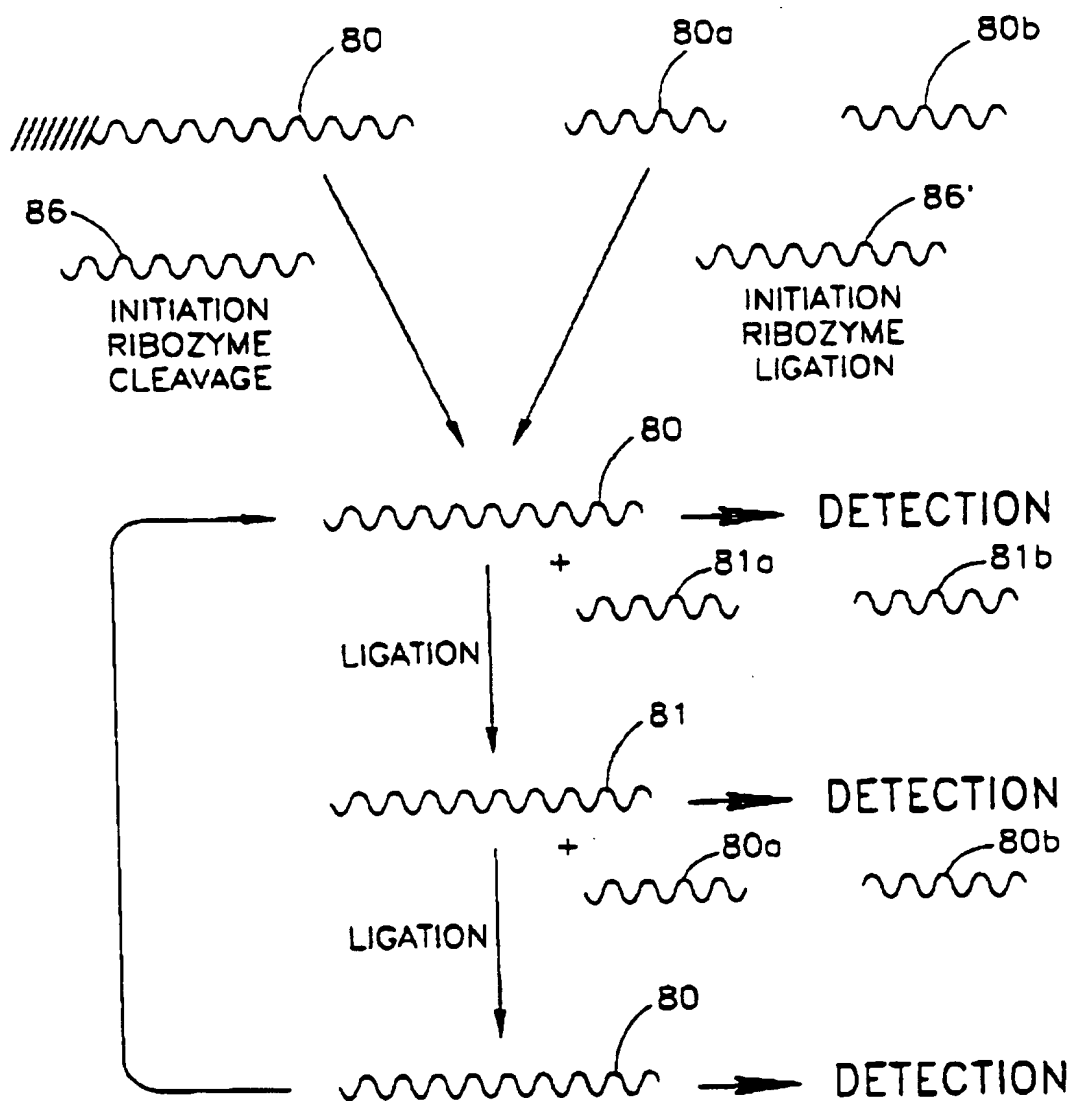 80
80a
80b
86
86'
INITIATION
RIBOZYME
CLEAVAGE
INITIATION
RIBOZYME
LIGATION
80
DETECTION
+
81a
81b
LIGATION
81
DETECTION
+
80a
80b
LIGATION
80
DETECTION